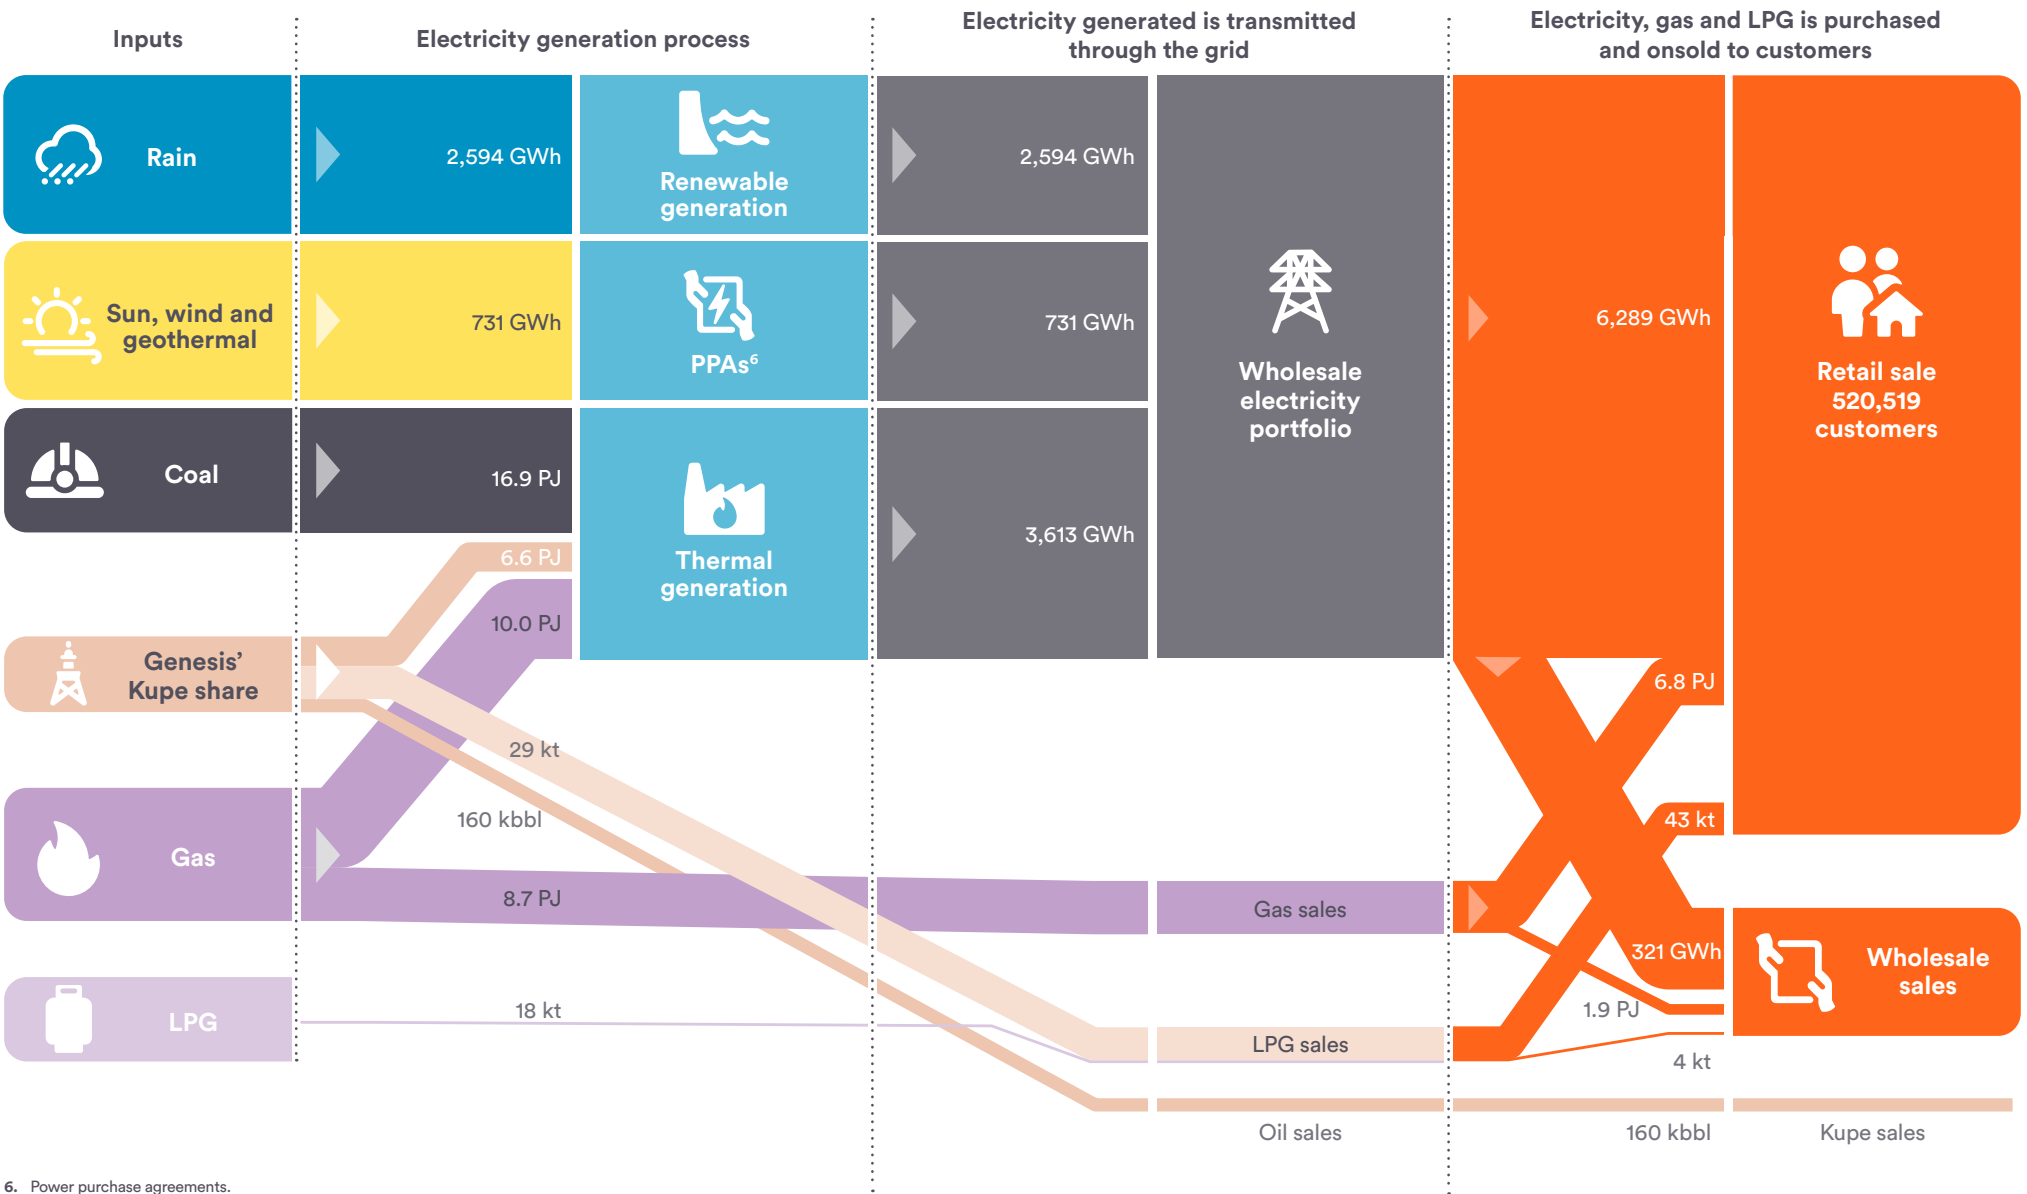 Inputs
Electricity generation process
Electricity generated is transmitted
through the grid
Electricity, gas and LPG is purchased
and onsold to customers
Rain
2,594 GWh
Renewable
generation
2,594 GWh
Sun, wind and
geothermal
731 GWh
PPAs⁶
731 GWh
Wholesale
electricity
portfolio
6,289 GWh
Retail sale
520,519
customers
Coal
16.9 PJ
Thermal
generation
3,613 GWh
6.6 PJ
10.0 PJ
Genesis’
Kupe share
29 kt
160 kbbl
6.8 PJ
43 kt
Gas
8.7 PJ
Gas sales
321 GWh
1.9 PJ
Wholesale
sales
LPG
18 kt
LPG sales
4 kt
Oil sales
160 kbbl
Kupe sales
6. Power purchase agreements.